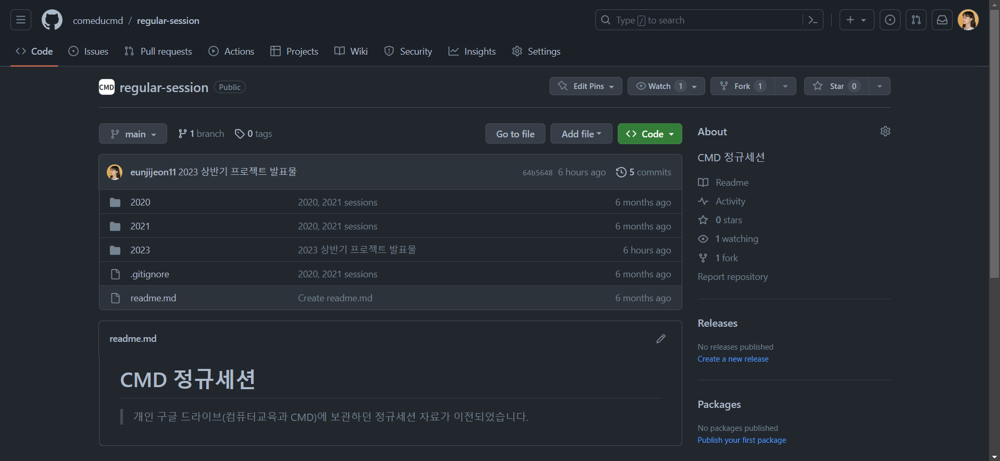 comeducmd / regular-session
Type / to search
Code Issues Pull requests Actions Projects Wiki Security Insights Settings
CMD regular-session Public
Edit Pins Watch 1 Fork 1 Star 0
main 1 branch 0 tags
Go to file Add file Code
eunjijeon11 2023 상반기 프로젝트 발표물 64b5648 6 hours ago 5 commits
2020 2020, 2021 sessions 6 months ago
2021 2020, 2021 sessions 6 months ago
2023 2023 상반기 프로젝트 발표물 6 hours ago
.gitignore 2020, 2021 sessions 6 months ago
readme.md Create readme.md 6 months ago
readme.md
CMD 정규세션
개인 구글 드라이브(컴퓨터교육과 CMD)에 보관하던 정규세션 자료가 이전되었습니다.
About
CMD 정규세션
Readme
Activity
0 stars
1 watching
1 fork
Report repository
Releases
No releases published
Create a new release
Packages
No packages published
Publish your first package